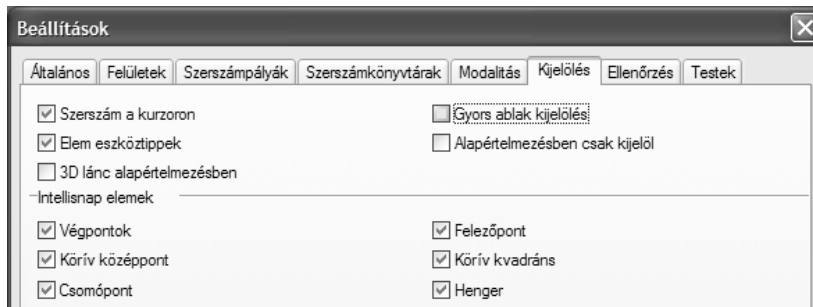 Beállítások
Általános Felületek Szerszámpályák Szerszámkönyvtárak Modalitás Kijelölés Ellenőrzés Testek
Szerszám a kurzoron Gyors ablak kijelölés
Elem eszköztippek Alapértelmezésben csak kijelöl
3D lánc alapértelmezésben
Intellisnap elemek
Végpontok Felezőpont
Körív középpont Körív kvadráns
Csomópont Henger